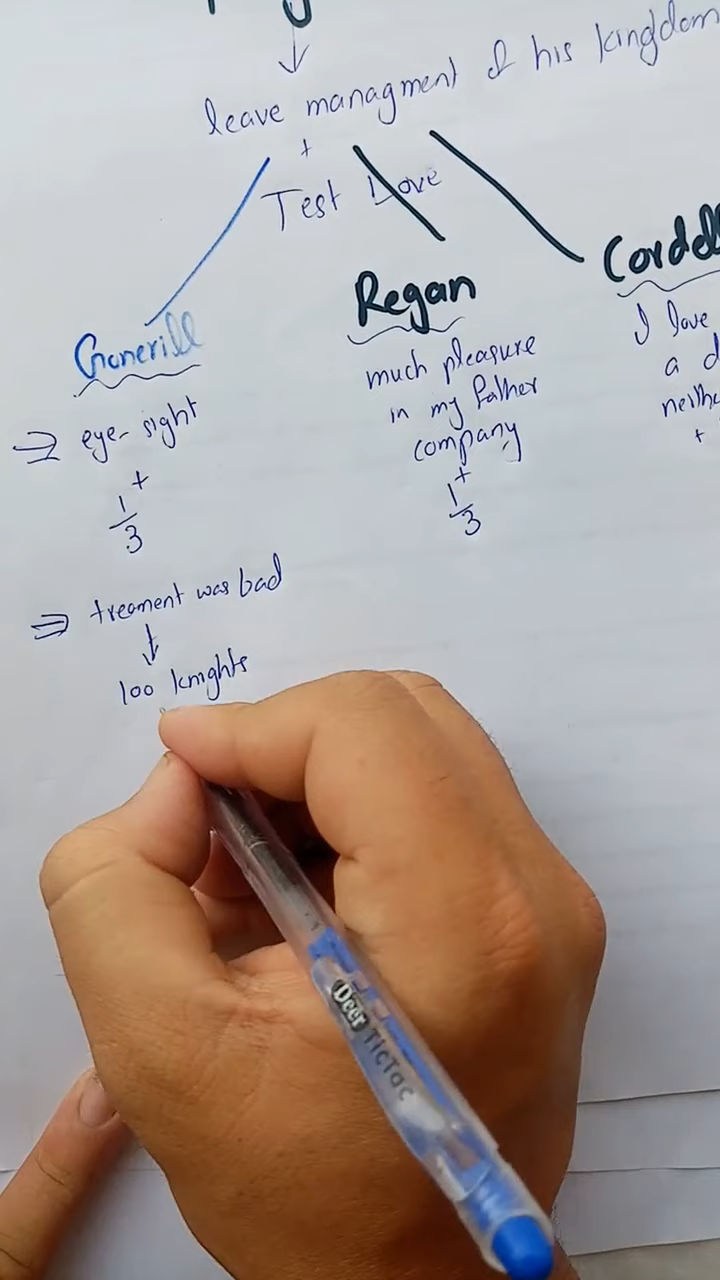 leave managment of his kingdom
+
Test Love
Gonerill
Regan
Cordel
=> eye-sight
+
1/3
much pleasure
in my father
company
+
1/3
I love
a d
neithe
+
=> treament was bad
100 knights
Deer TicTac